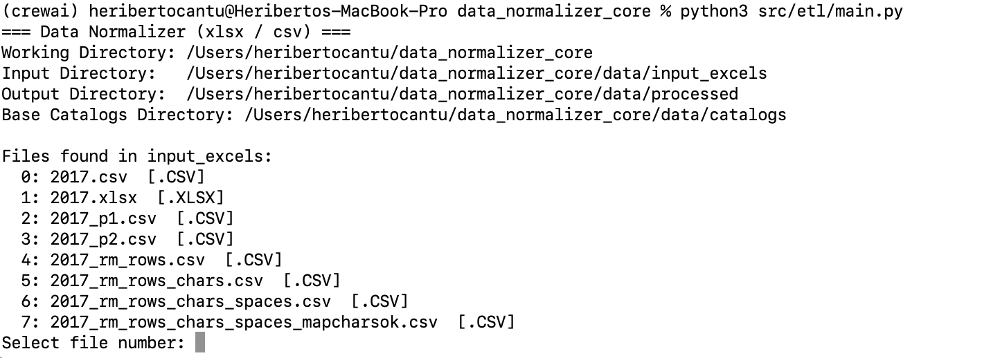 (crewai) heribertocantu@Heribertos-MacBook-Pro data_normalizer_core % python3 src/etl/main.py
=== Data Normalizer (xlsx / csv) ===
Working Directory: /Users/heribertocantu/data_normalizer_core
Input Directory:   /Users/heribertocantu/data_normalizer_core/data/input_excels
Output Directory:  /Users/heribertocantu/data_normalizer_core/data/processed
Base Catalogs Directory: /Users/heribertocantu/data_normalizer_core/data/catalogs

Files found in input_excels:
  0: 2017.csv  [.CSV]
  1: 2017.xlsx  [.XLSX]
  2: 2017_p1.csv  [.CSV]
  3: 2017_p2.csv  [.CSV]
  4: 2017_rm_rows.csv  [.CSV]
  5: 2017_rm_rows_chars.csv  [.CSV]
  6: 2017_rm_rows_chars_spaces.csv  [.CSV]
  7: 2017_rm_rows_chars_spaces_mapcharsok.csv  [.CSV]
Select file number: